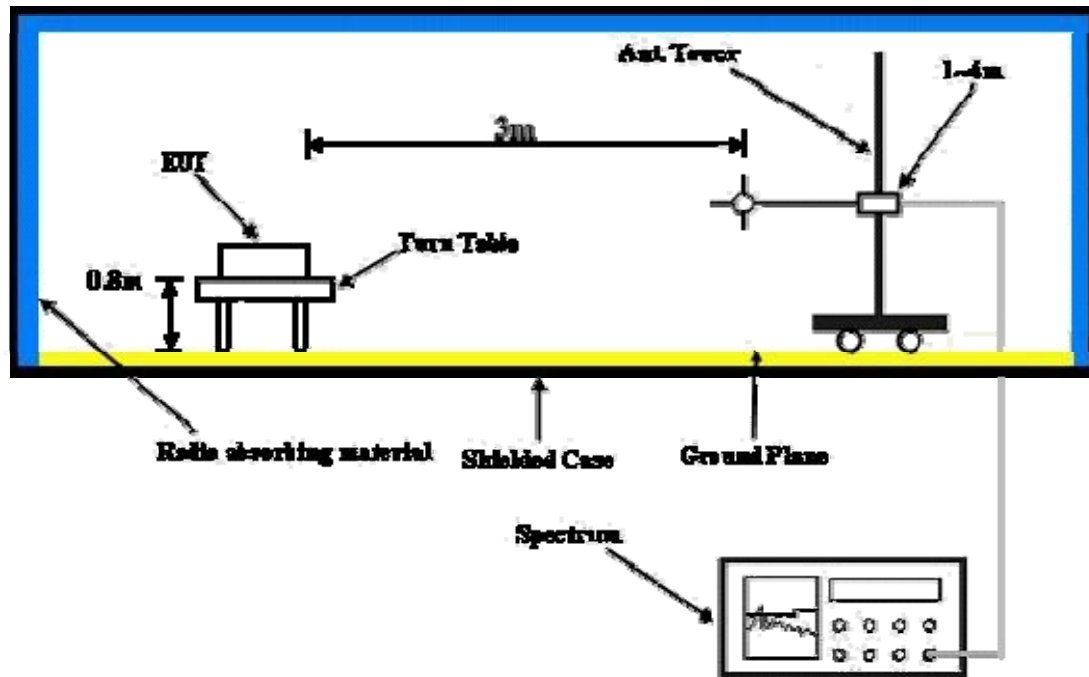 Ant. Tower
1~4m
3m
EUT
Turn Table
0.8m
Radio absorbing material
Shielded Case
Ground Plane
Spectrum